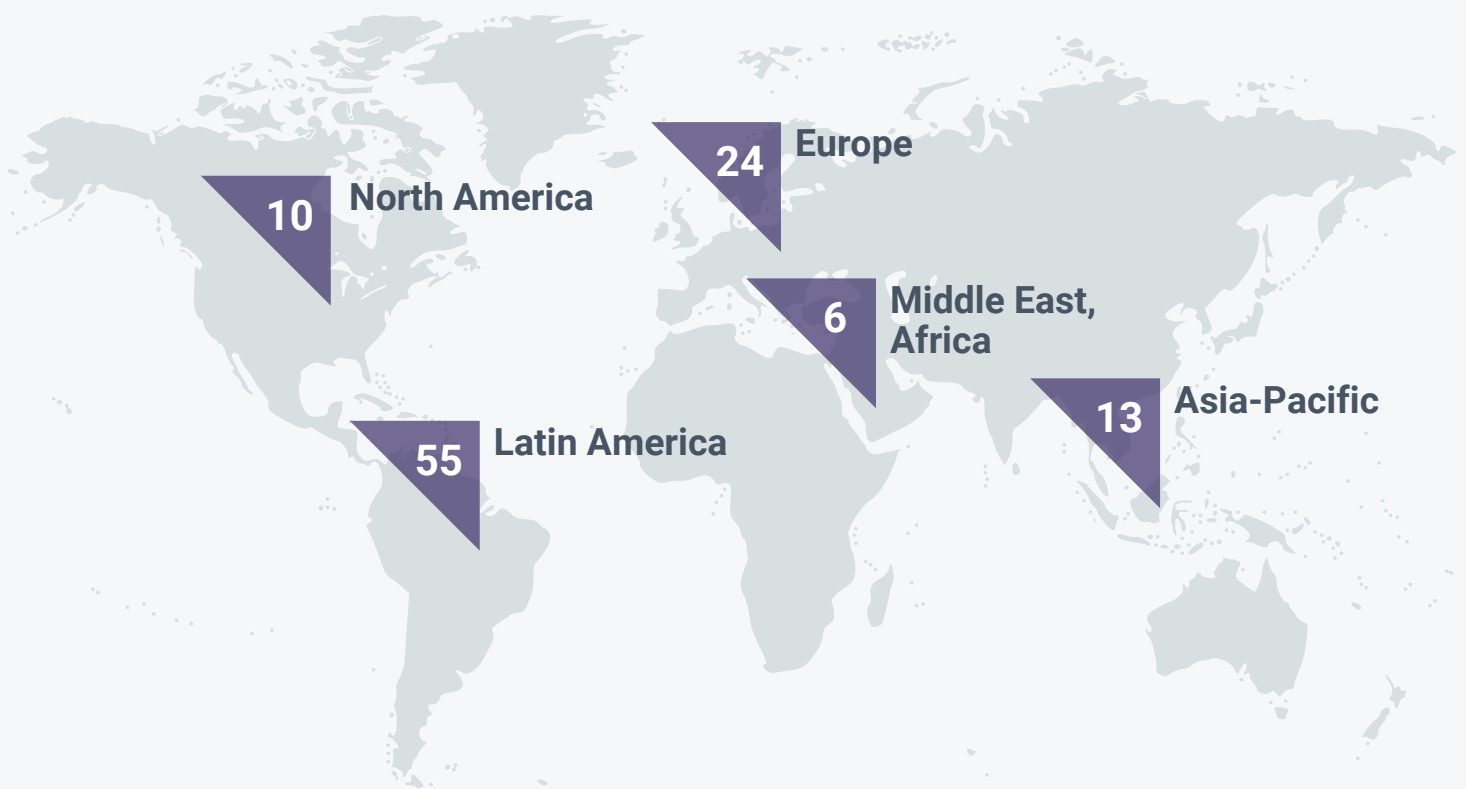 24
Europe
10
North America
6
Middle East,
Africa
13
Asia-Pacific
55
Latin America